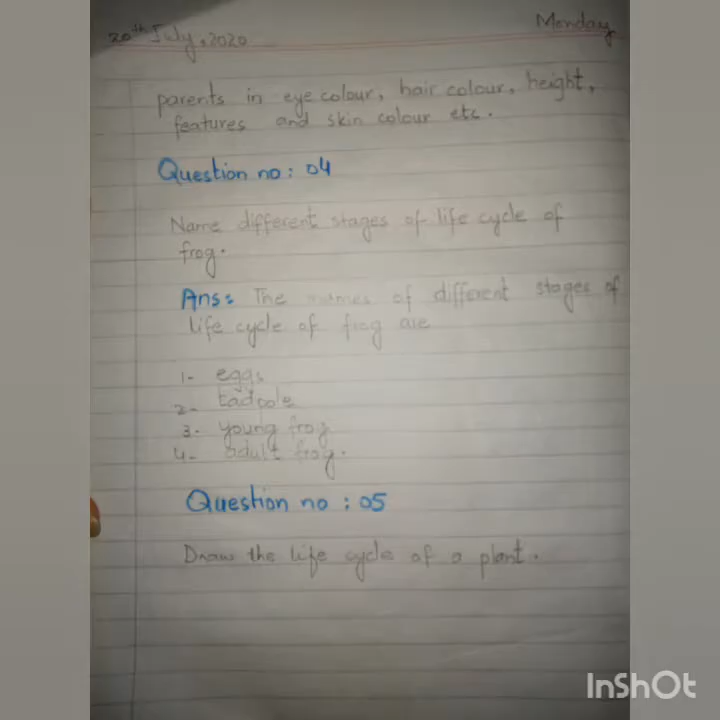 20th July, 2020 Monday
parents in eye colour, hair colour, height,
features and skin colour etc.
Question no: 04
Name different stages of life cycle of
frog.
Ans: The names of different stages of
life cycle of frog are
1- eggs
2- tadpole
3- young frog
4- adult frog.
Question no: 05
Draw the life cycle of a plant.
InShOt